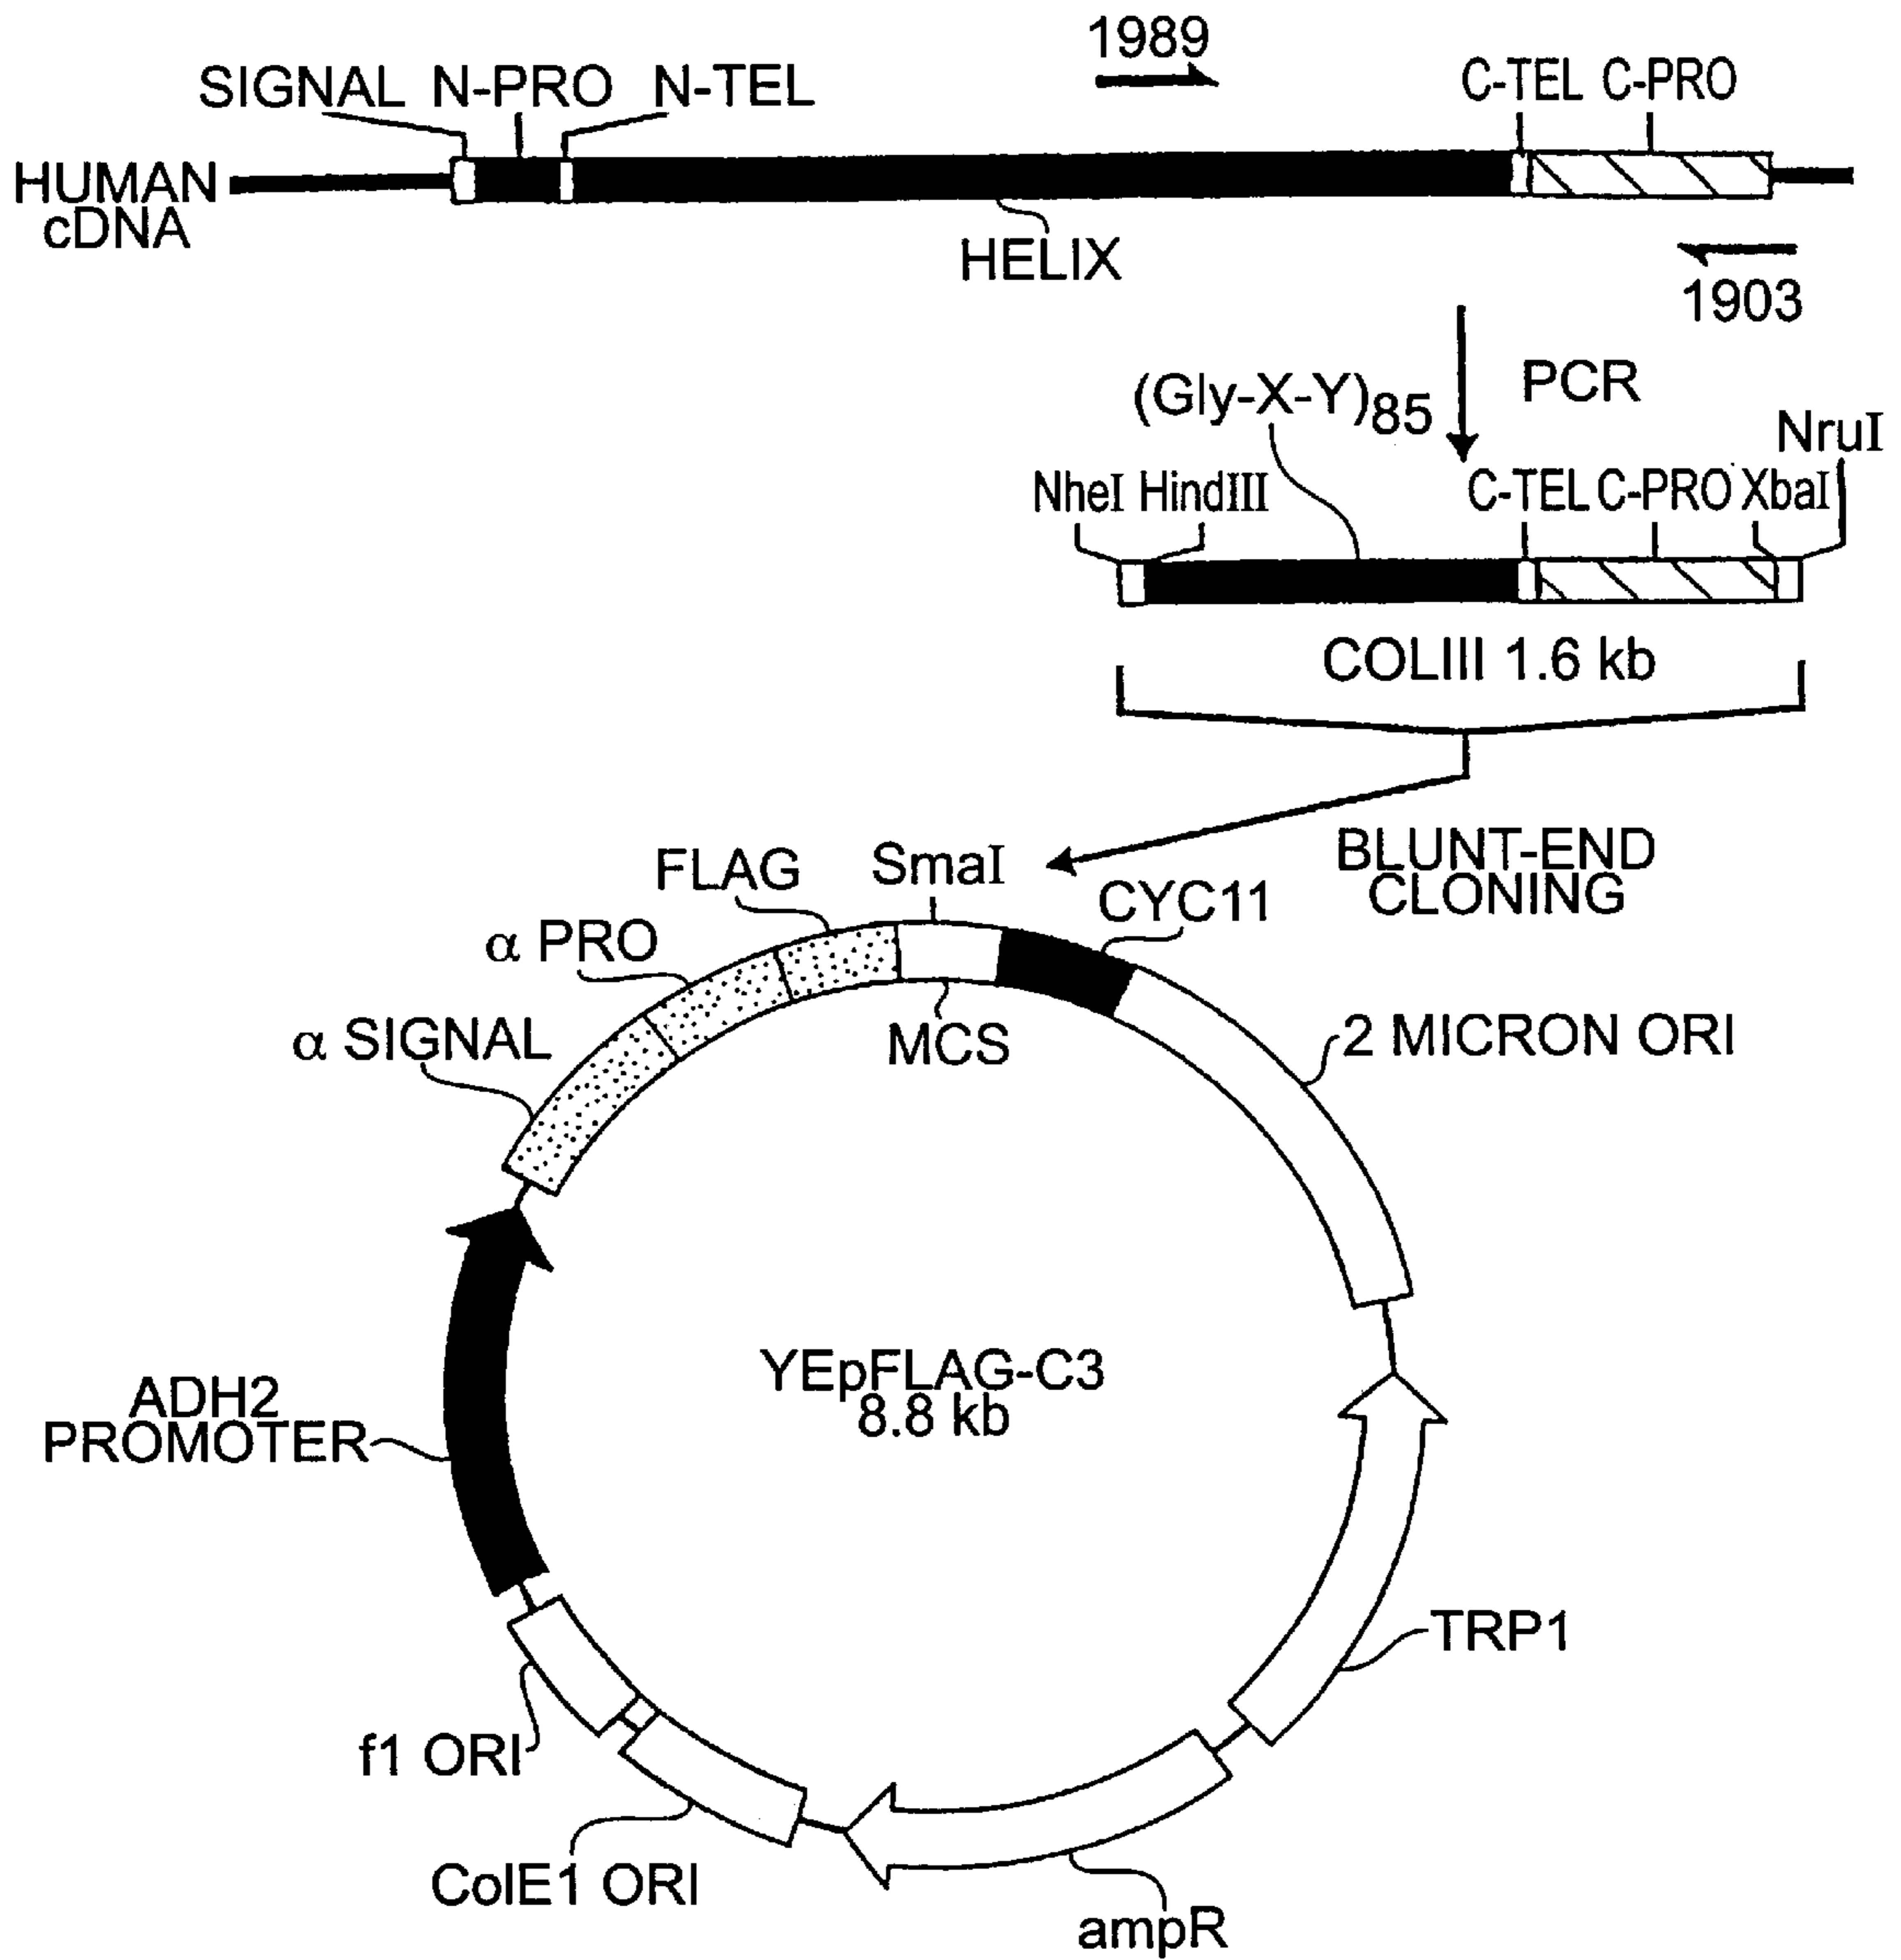 1989
SIGNAL N-PRO N-TEL
C-TEL C-PRO
HUMAN
cDNA
HELIX
1903
PCR
(Gly-X-Y)85
NruI
NheI HindIII
C-TEL C-PRO XbaI
COLIII 1.6 kb
BLUNT-END
CLONING
FLAG
SmaI
CYC11
α PRO
α SIGNAL
MCS
2 MICRON ORI
YEpFLAG-C3
8.8 kb
ADH2
PROMOTER
TRP1
f1 ORI
ColE1 ORI
ampR